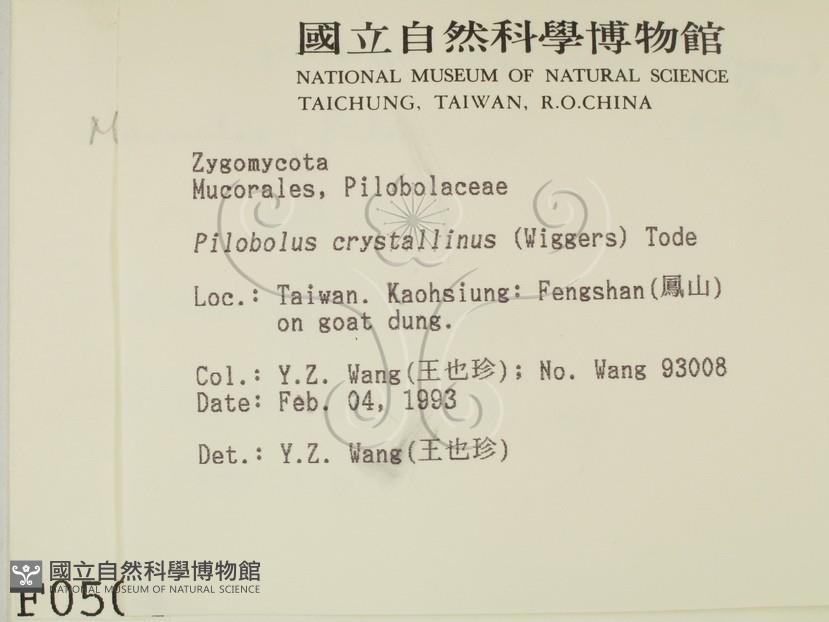 國立自然科學博物館
NATIONAL MUSEUM OF NATURAL SCIENCE
TAICHUNG, TAIWAN, R.O.CHINA
Zygomycota
Mucorales, Pilobolaceae
Pilobolus crystallinus (Wiggers) Tode
Loc.: Taiwan. Kaohsiung: Fengshan(鳳山)
on goat dung.
Col.: Y.Z. Wang(王也珍); No. Wang 93008
Date: Feb. 04, 1993
Det.: Y.Z. Wang(王也珍)
國立自然科學博物館
NATIONAL MUSEUM OF NATURAL SCIENCE